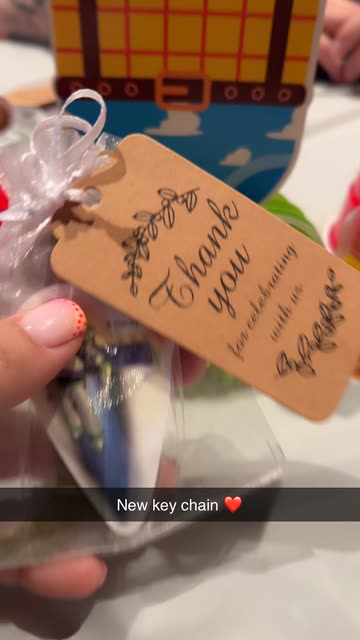 Thank
you
for celebrating
with us
New key chain ❤️